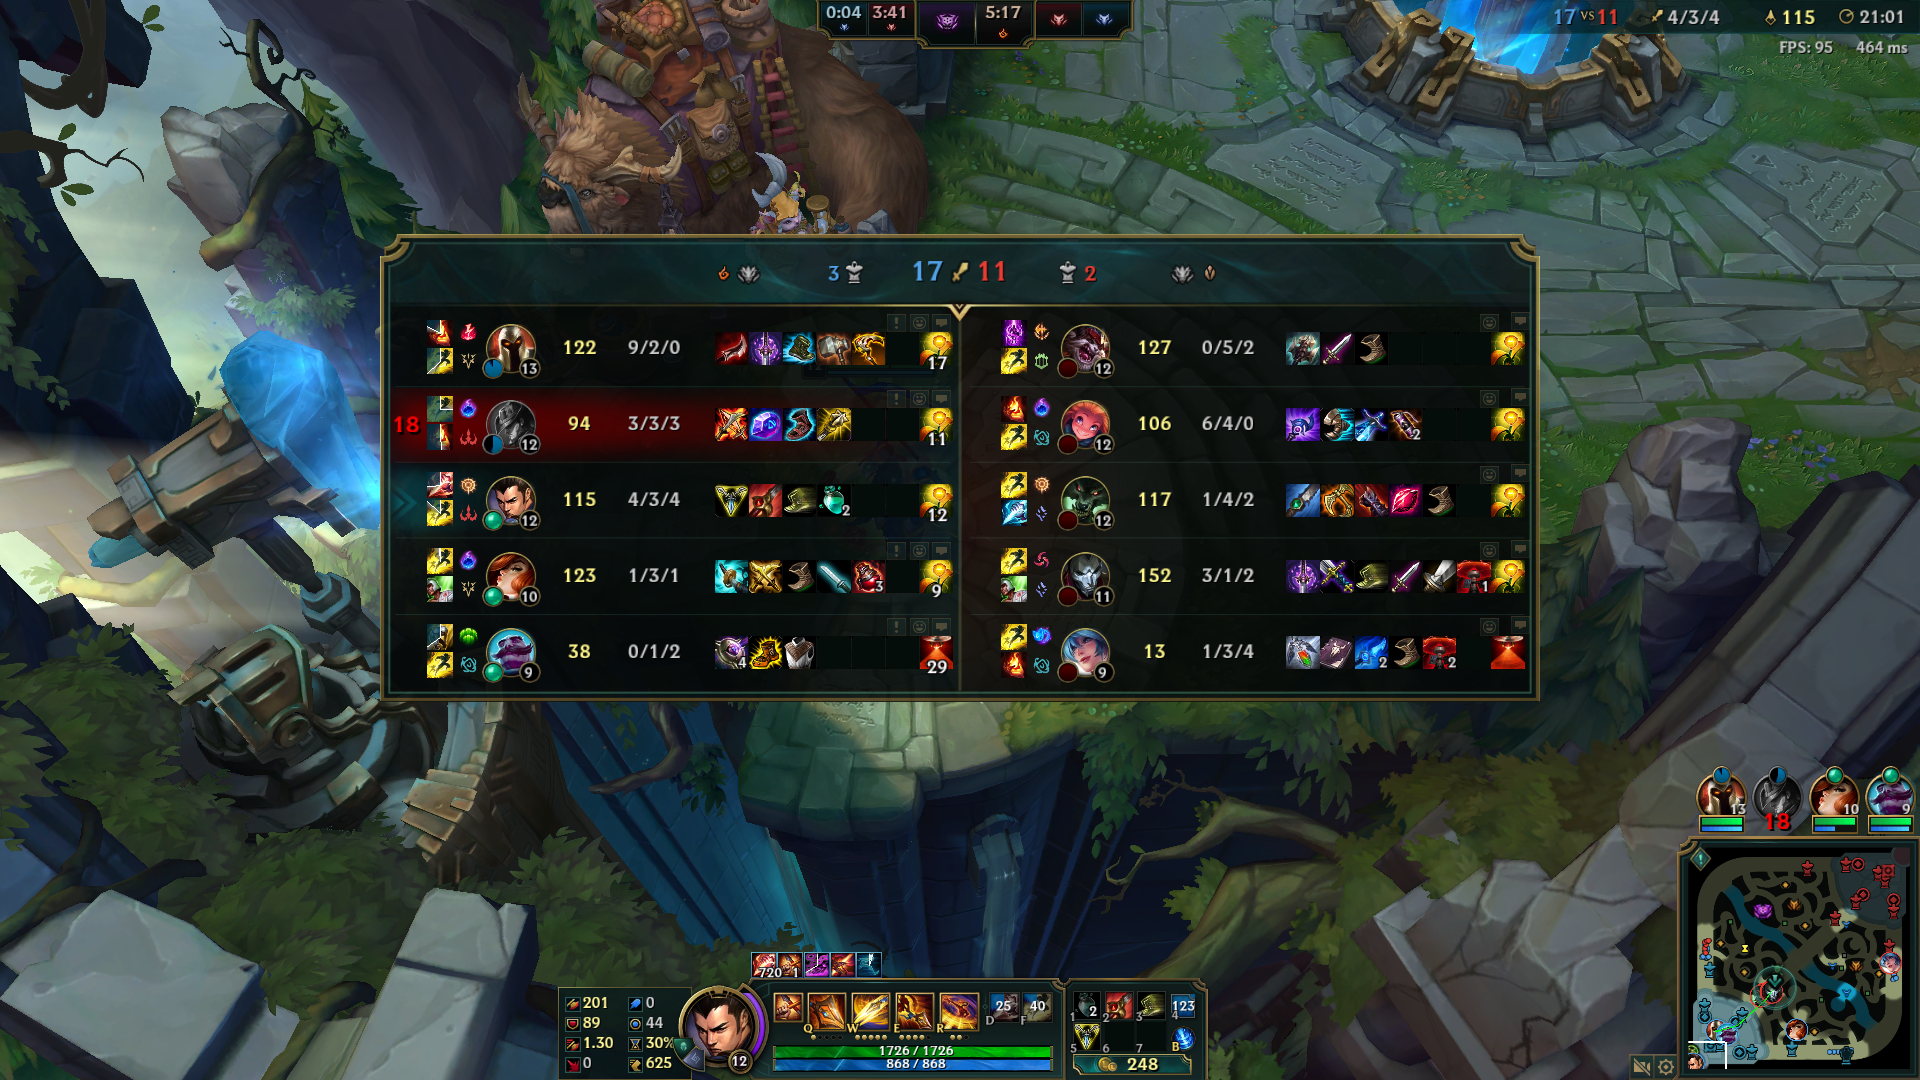 0:04 3:41 5:17
17 VS 11 4/3/4 115 21:01
FPS: 95 464 ms
3 17 11 2
13 122 9/2/0 17
12 127 0/5/2
18 12 94 3/3/3 11
12 106 6/4/0 2
12 115 4/3/4 2 12
12 117 1/4/2
10 123 1/3/1 3 9
11 152 3/1/2 1
9 38 0/1/2 4 29
9 13 1/3/4 2 2
13 18 10 9
720 1
201 0
89 44
1.30 30%
0 625
12
Q W E R
25 D 40 F
1726 / 1726
868 / 868
1 2 2 3 123 4
5 6 7 B
248